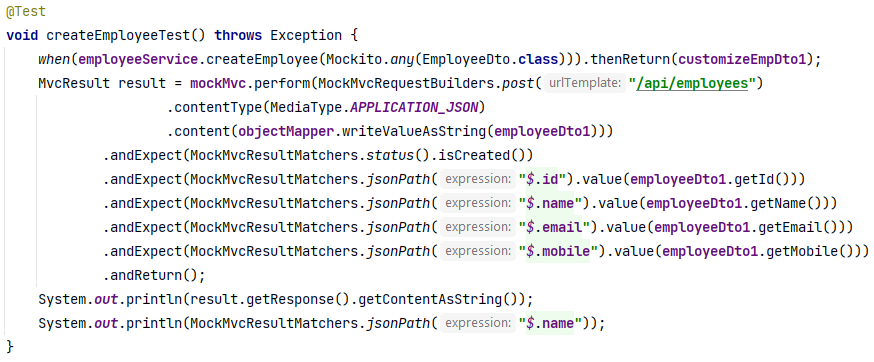 @Test
void createEmployeeTest() throws Exception {
    when(employeeService.createEmployee(Mockito.any(EmployeeDto.class))).thenReturn(customizeEmpDto1);
    MvcResult result = mockMvc.perform(MockMvcRequestBuilders.post( urlTemplate: "/api/employees")
                    .contentType(MediaType.APPLICATION_JSON)
                    .content(objectMapper.writeValueAsString(employeeDto1)))
            .andExpect(MockMvcResultMatchers.status().isCreated())
            .andExpect(MockMvcResultMatchers.jsonPath( expression: "$.id").value(employeeDto1.getId()))
            .andExpect(MockMvcResultMatchers.jsonPath( expression: "$.name").value(employeeDto1.getName()))
            .andExpect(MockMvcResultMatchers.jsonPath( expression: "$.email").value(employeeDto1.getEmail()))
            .andExpect(MockMvcResultMatchers.jsonPath( expression: "$.mobile").value(employeeDto1.getMobile()))
            .andReturn();
    System.out.println(result.getResponse().getContentAsString());
    System.out.println(MockMvcResultMatchers.jsonPath( expression: "$.name"));
}